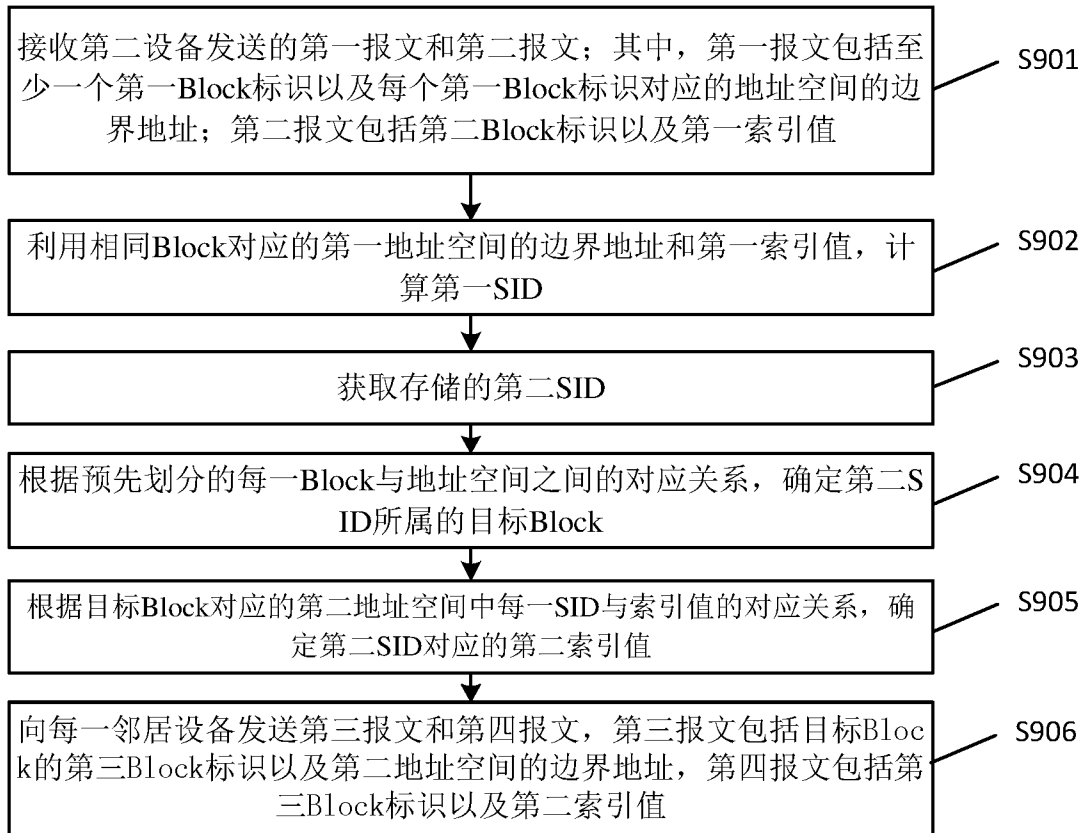 接收第二设备发送的第一报文和第二报文；其中，第一报文包括至
少一个第一Block标识以及每个第一Block标识对应的地址空间的边
界地址；第二报文包括第二Block标识以及第一索引值
S901
利用相同Block对应的第一地址空间的边界地址和第一索引值，计
算第一SID
S902
获取存储的第二SID
S903
根据预先划分的每一Block与地址空间之间的对应关系，确定第二S
ID所属的目标Block
S904
根据目标Block对应的第二地址空间中每一SID与索引值的对应关系，确
定第二SID对应的第二索引值
S905
向每一邻居设备发送第三报文和第四报文，第三报文包括目标Bloc
k的第三Block标识以及第二地址空间的边界地址，第四报文包括第
三Block标识以及第二索引值
S906